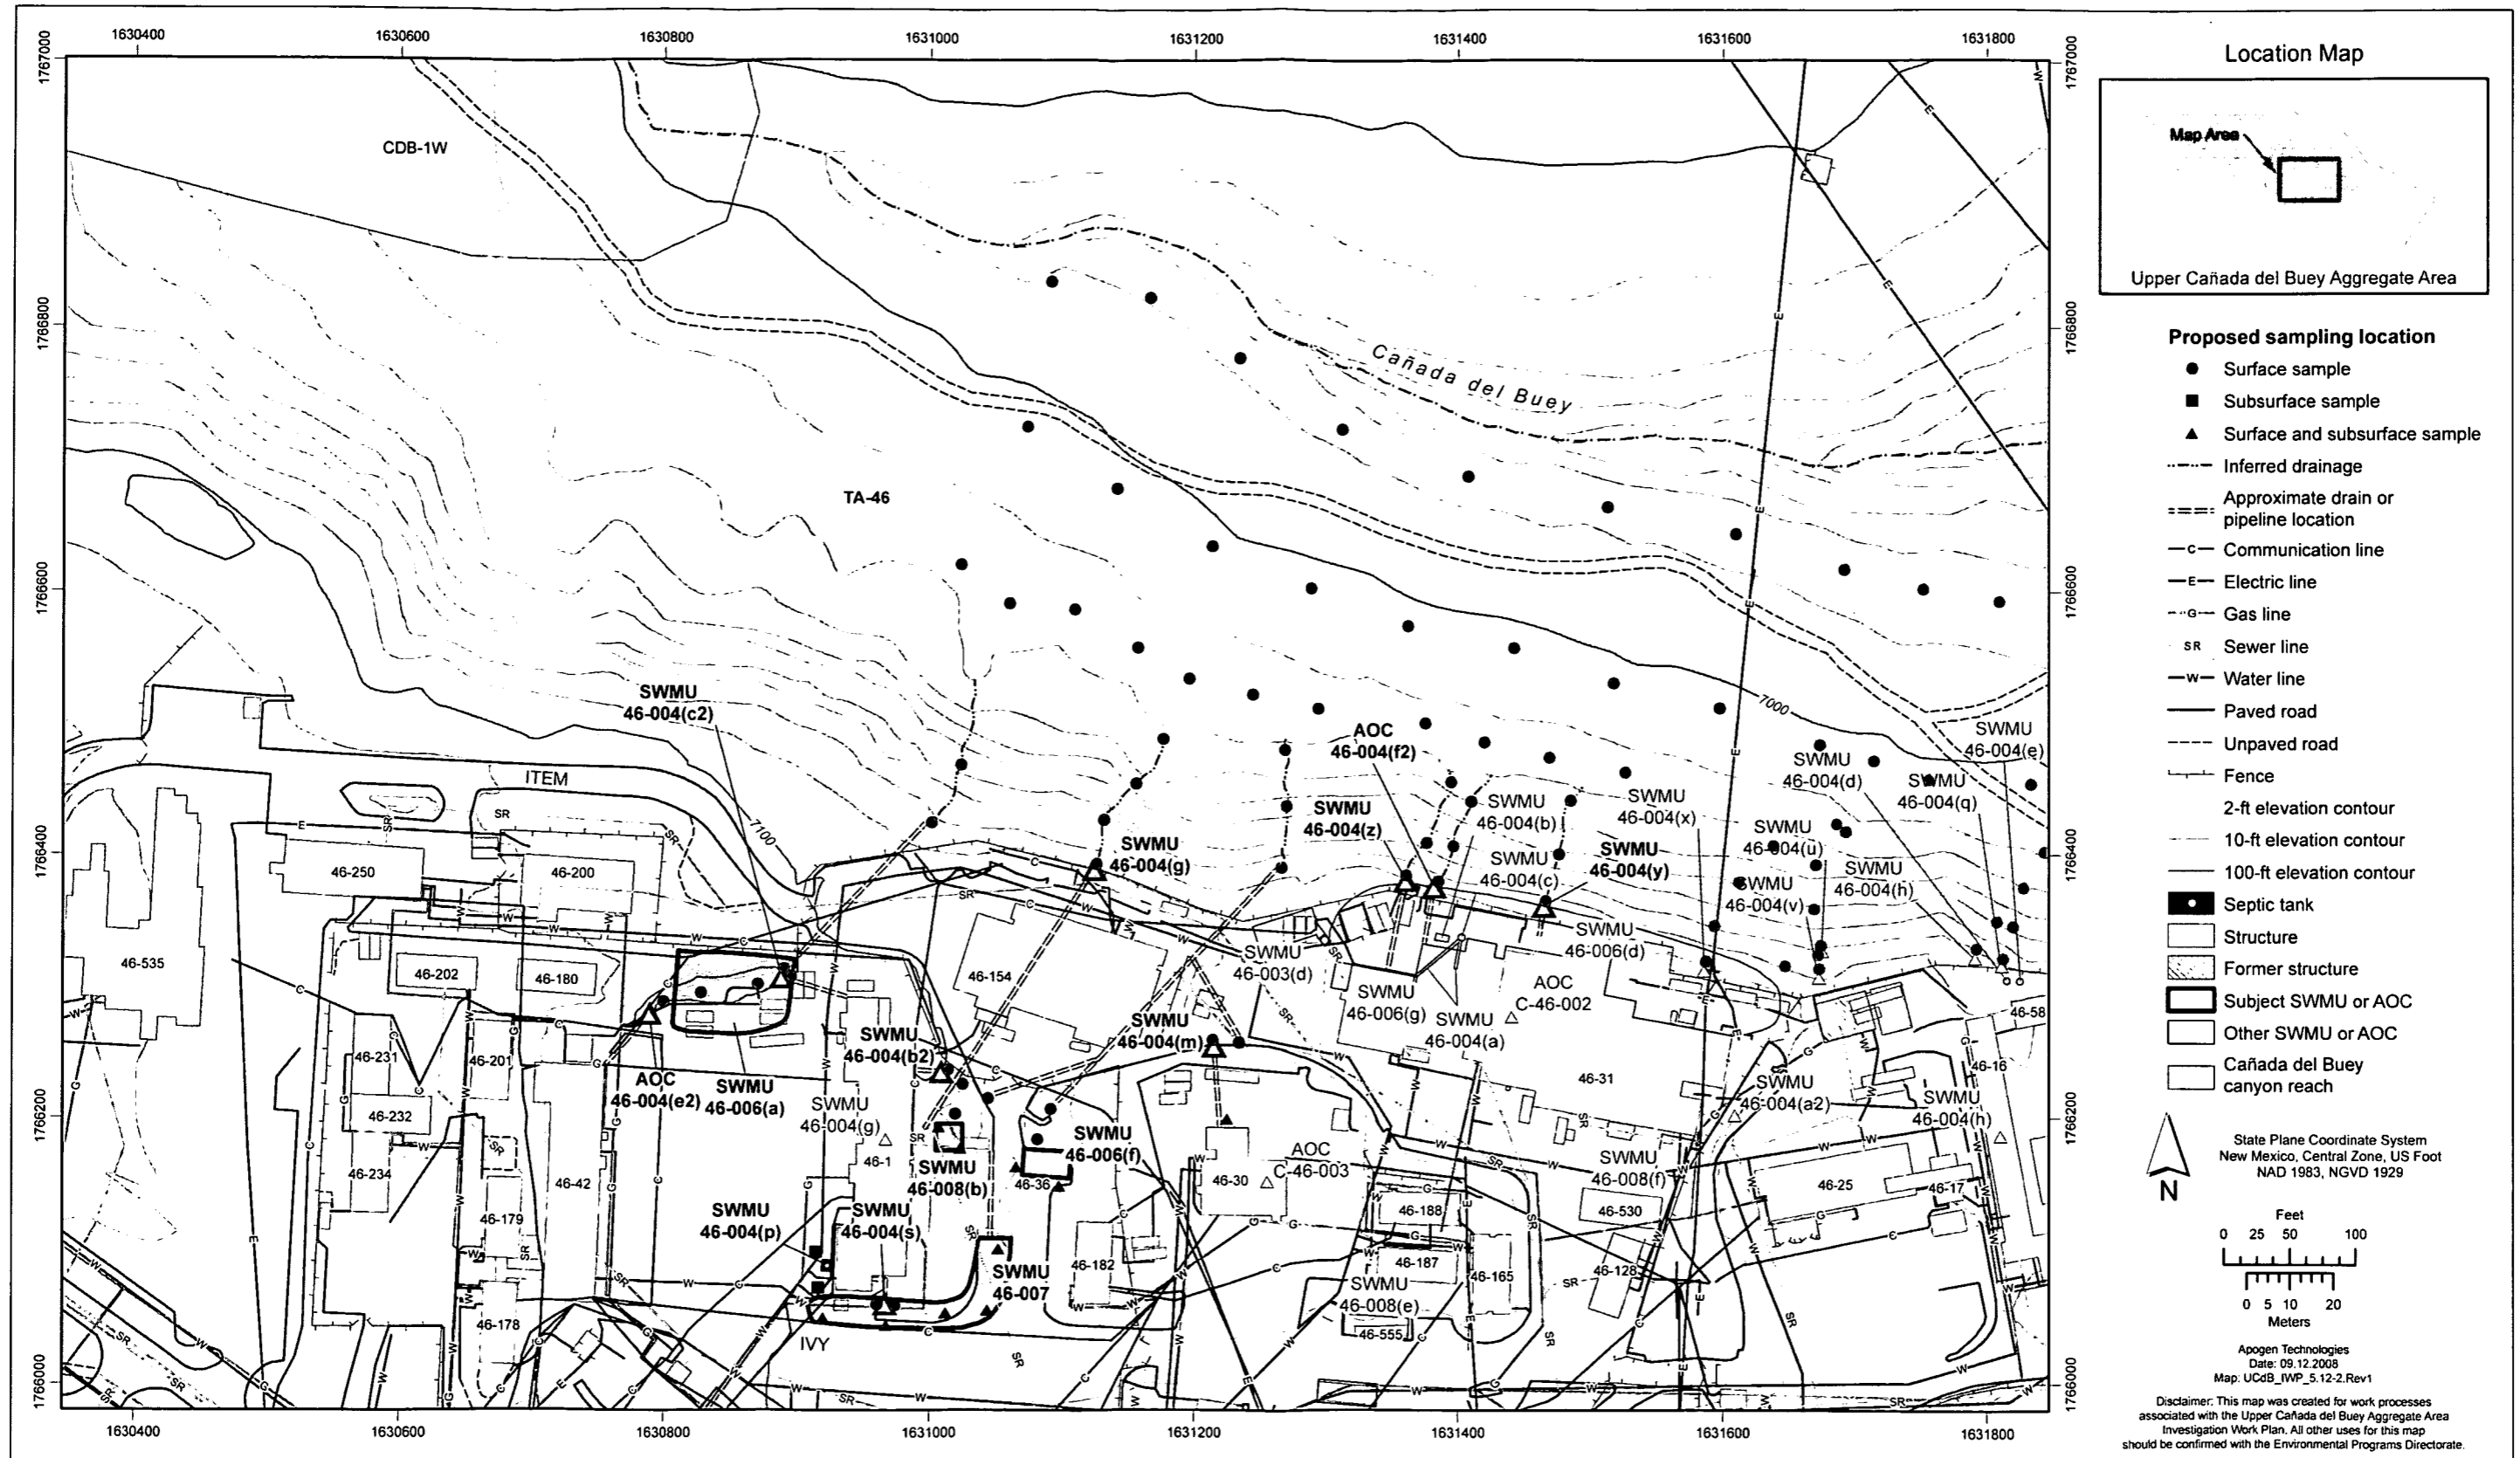 1630400 1630600 1630800 1631000 1631200 1631400 1631600 1631800
1767000
1766800
1766600
1766400
1766200
1766000
1767000
1766800
1766600
1766400
1766200
1766000
1630400 1630600 1630800 1631000 1631200 1631400 1631600 1631800
CDB-1W
Cañada del Buey
TA-46
7000
7100
ITEM
IVY
SWMU
46-004(c2)
AOC
46-004(f2)
SWMU
46-004(z)
SWMU
46-004(g)
SWMU
46-004(b)
SWMU
46-004(x)
SWMU
46-004(c)
SWMU
46-004(y)
SWMU
46-004(d)
SWMU
46-004(q)
SWMU
46-004(e)
SWMU
46-004(u)
SWMU
46-004(v)
SWMU
46-004(h)
SWMU
46-006(d)
SWMU
46-003(d)
SWMU
46-006(g)
SWMU
46-004(a)
AOC
C-46-002
SWMU
46-004(m)
SWMU
46-004(b2)
AOC
46-004(e2)
SWMU
46-006(a)
SWMU
46-004(g)
SWMU
46-008(b)
SWMU
46-006(f)
AOC
C-46-003
SWMU
46-004(a2)
SWMU
46-004(h)
SWMU
46-008(f)
SWMU
46-004(p)
SWMU
46-004(s)
SWMU
46-007
SWMU
46-008(e)
46-250
46-200
46-535
46-202
46-180
46-154
46-231
46-201
46-232
46-234
46-42
46-179
46-178
46-1
46-36
46-182
46-30
46-31
46-188
46-187
46-165
46-555
46-530
46-128
46-25
46-17
46-16
46-58
Location Map
Map Area
Upper Cañada del Buey Aggregate Area
Proposed sampling location
Surface sample
Subsurface sample
Surface and subsurface sample
Inferred drainage
Approximate drain or
pipeline location
C Communication line
E Electric line
G Gas line
SR Sewer line
W Water line
Paved road
Unpaved road
Fence
2-ft elevation contour
10-ft elevation contour
100-ft elevation contour
Septic tank
Structure
Former structure
Subject SWMU or AOC
Other SWMU or AOC
Cañada del Buey
canyon reach
N
State Plane Coordinate System
New Mexico, Central Zone, US Foot
NAD 1983, NGVD 1929
Feet
0 25 50 100
0 5 10 20
Meters
Apogen Technologies
Date: 09.12.2008
Map: UCdB_IWP_5.12-2.Rev1
Disclaimer: This map was created for work processes
associated with the Upper Cañada del Buey Aggregate Area
Investigation Work Plan. All other uses for this map
should be confirmed with the Environmental Programs Directorate.